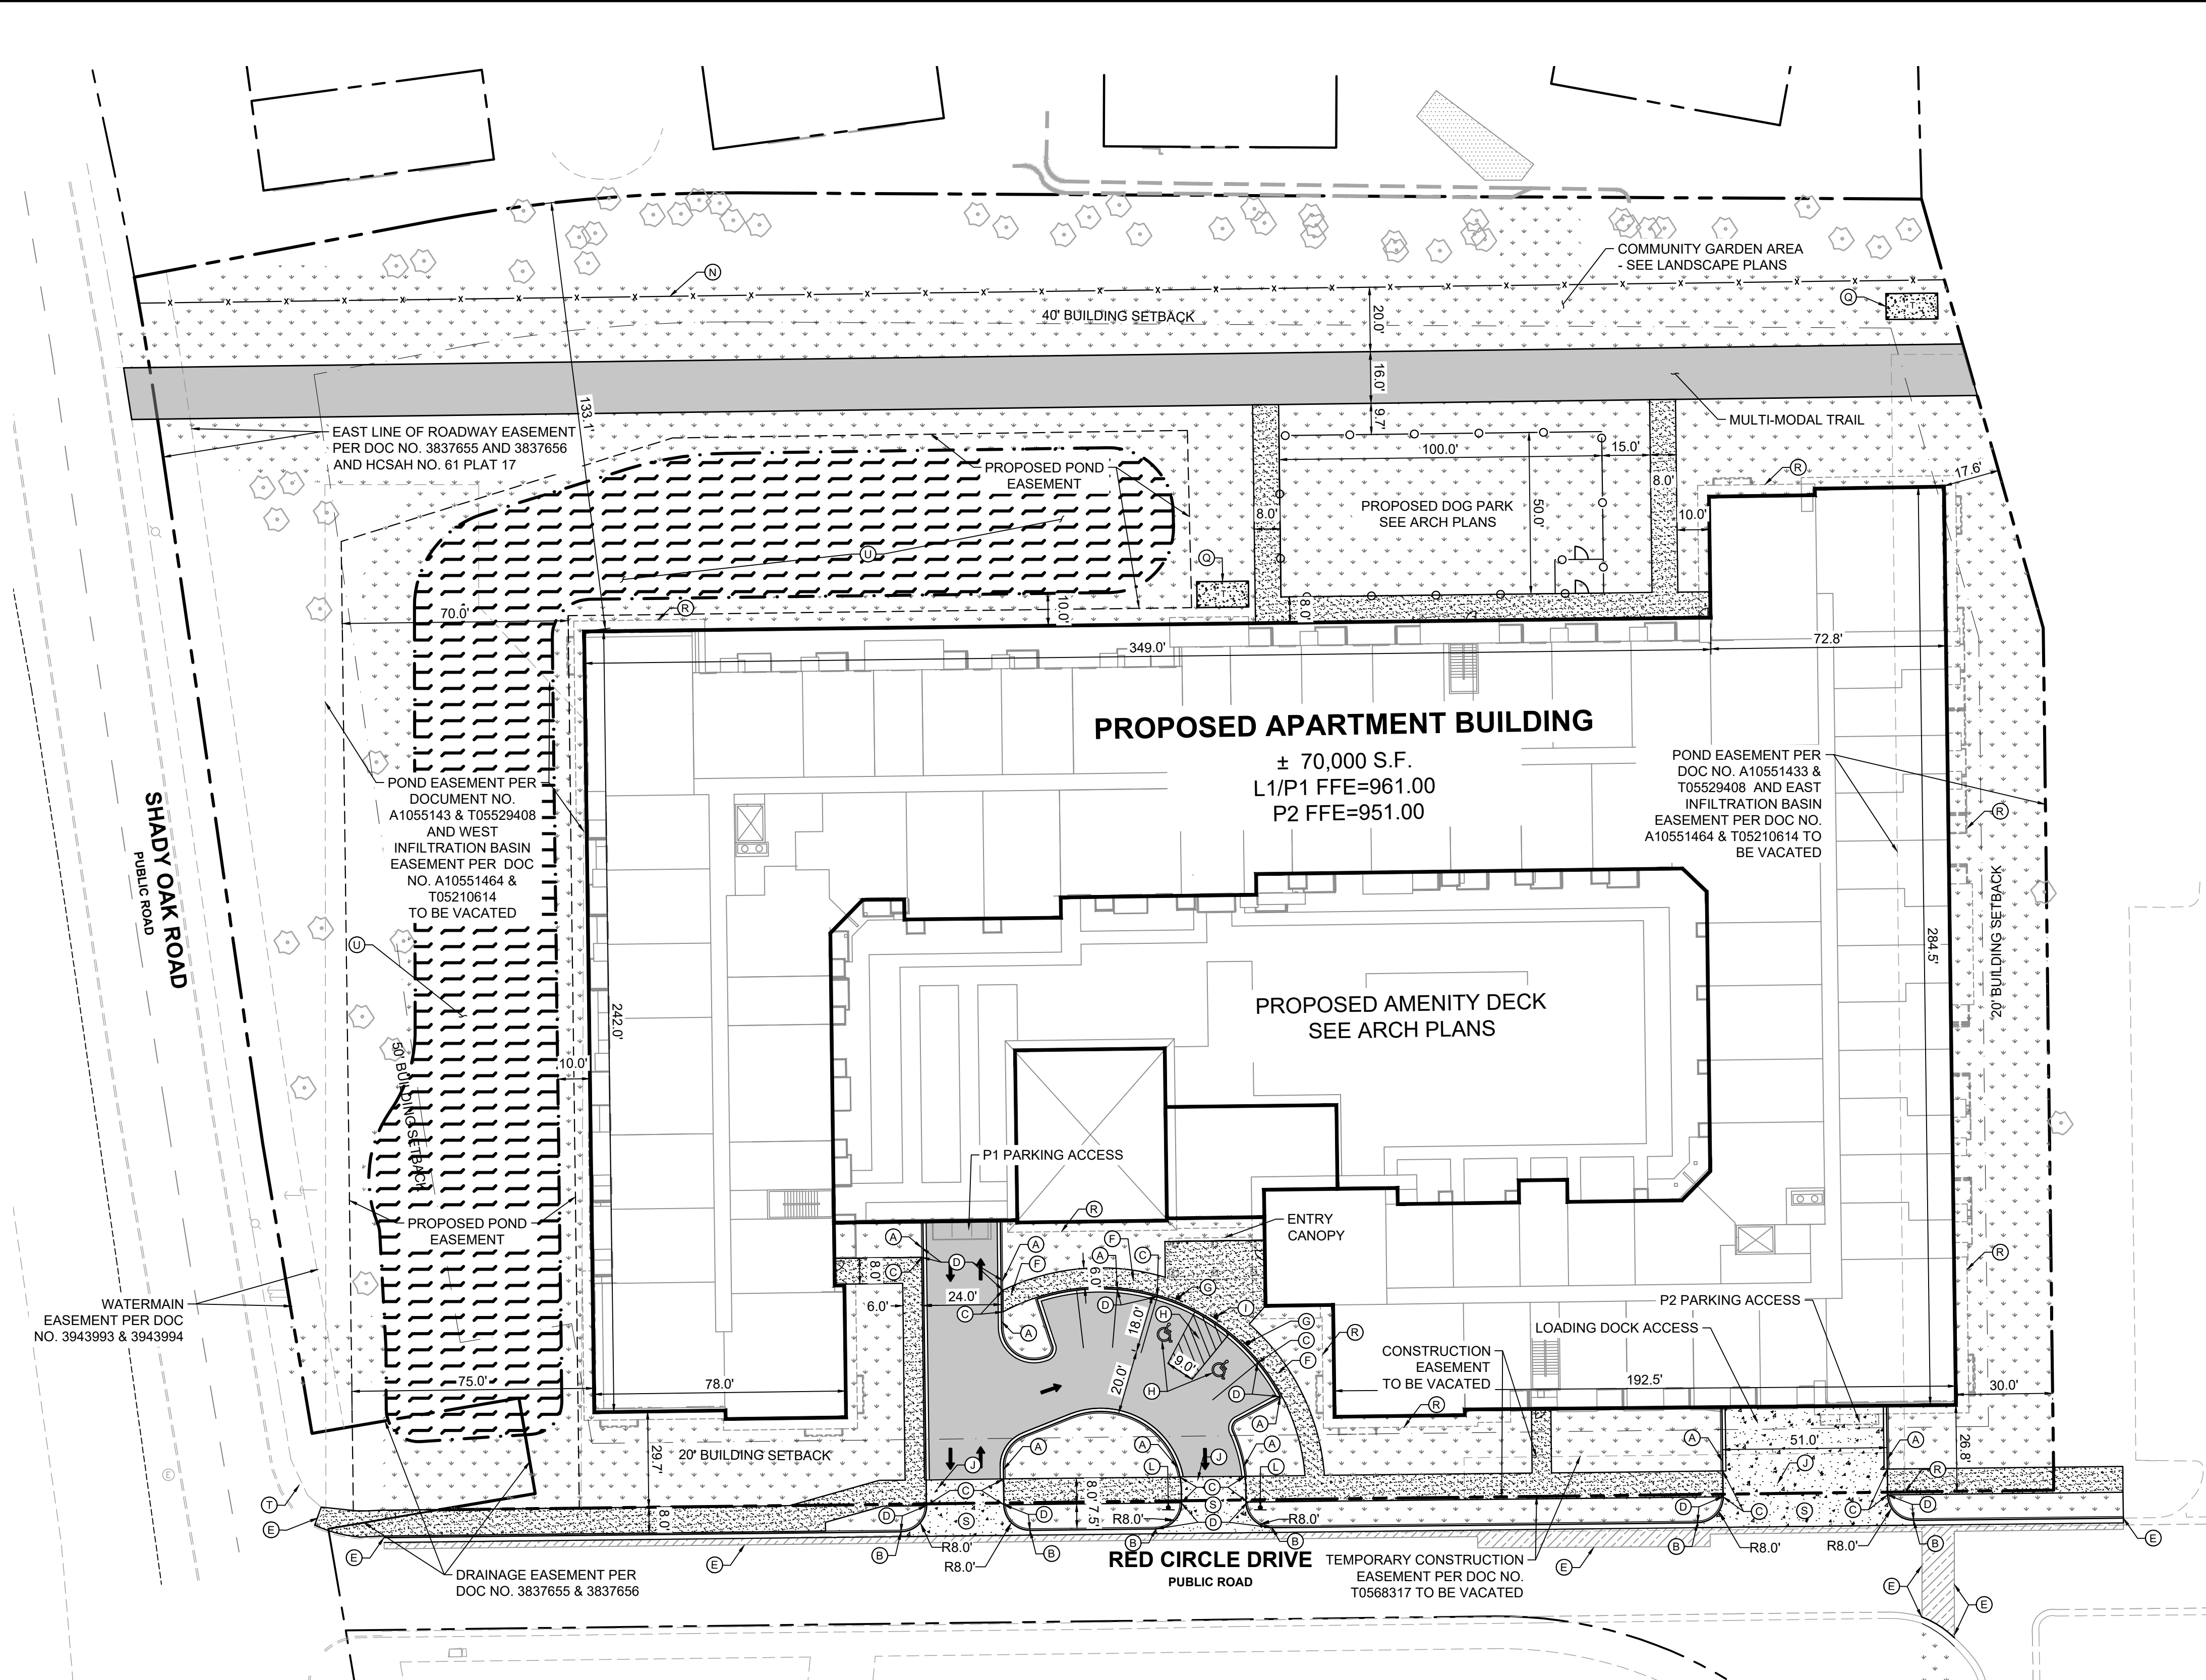 COMMUNITY GARDEN AREA
- SEE LANDSCAPE PLANS
N
Q
T
40' BUILDING SETBACK
20.0'
16.0'
9.7'
133.1'
MULTI-MODAL TRAIL
EAST LINE OF ROADWAY EASEMENT
PER DOC NO. 3837655 AND 3837656
AND HCSAH NO. 61 PLAT 17
PROPOSED POND
EASEMENT
100.0'
15.0'
8.0'
8.0'
50.0'
10.0'
17.6'
R
PROPOSED DOG PARK
SEE ARCH PLANS
U
Q
T
70.0'
R
10.0'
8.0'
349.0'
72.8'
PROPOSED APARTMENT BUILDING
± 70,000 S.F.
L1/P1 FFE=961.00
P2 FFE=951.00
POND EASEMENT PER
DOCUMENT NO.
A1055143 & T05529408
AND WEST
INFILTRATION BASIN
EASEMENT PER DOC
NO. A10551464 &
T05210614
TO BE VACATED
POND EASEMENT PER
DOC NO. A10551433 &
T05529408 AND EAST
INFILTRATION BASIN
EASEMENT PER DOC NO.
A10551464 & T05210614 TO
BE VACATED
R
SHADY OAK ROAD
PUBLIC ROAD
U
20' BUILDING SETBACK
284.5'
242.0'
PROPOSED AMENITY DECK
SEE ARCH PLANS
50' BUILDING SETBACK
10.0'
P1 PARKING ACCESS
PROPOSED POND
EASEMENT
R
ENTRY
CANOPY
A
D
A
F
F
A
C
C
8.0'
6.0'
24.0'
6.0'
C
D
G
H
I
G
R
C
F
18.0'
9.0'
20.0'
H
D
A
A
R
WATERMAIN
EASEMENT PER DOC
NO. 3943993 & 3943994
P2 PARKING ACCESS
LOADING DOCK ACCESS
CONSTRUCTION
EASEMENT
TO BE VACATED
192.5'
R
30.0'
75.0'
78.0'
29.7'
20' BUILDING SETBACK
A
A
A
J
J
L
L
C
C
S
D
8.0'
7.5'
51.0'
A
A
J
R
26.8'
E
T
E
E
8.0'
D
S
D
B
B
B
B
R8.0'
R8.0'
R8.0'
R8.0'
E
D
C
S
C
D
B
B
R8.0'
R8.0'
E
E
E
E
RED CIRCLE DRIVE
PUBLIC ROAD
TEMPORARY CONSTRUCTION
EASEMENT PER DOC NO.
T0568317 TO BE VACATED
DRAINAGE EASEMENT PER
DOC NO. 3837655 & 3837656